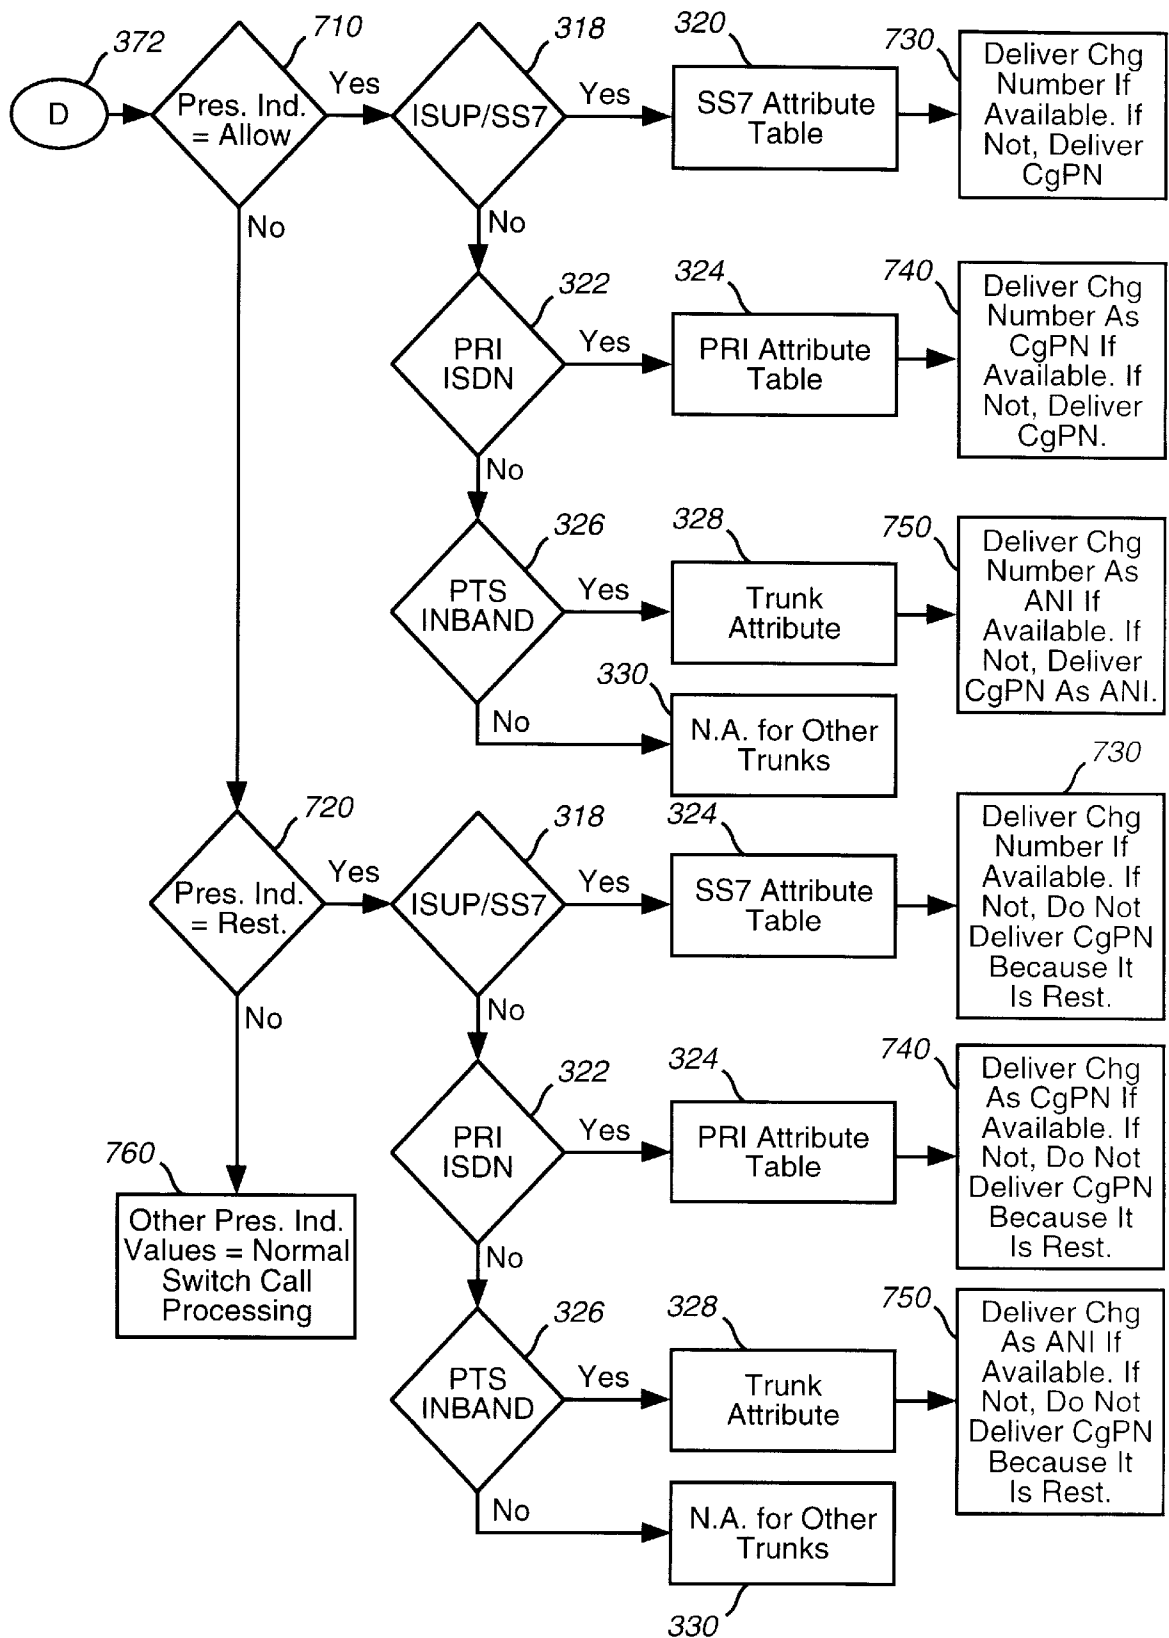 372
D
710
Pres. Ind.
= Allow
Yes
318
ISUP/SS7
Yes
320
SS7 Attribute
Table
730
Deliver Chg
Number If
Available. If
Not, Deliver
CgPN
No
No
322
PRI
ISDN
Yes
324
PRI Attribute
Table
740
Deliver Chg
Number As
CgPN If
Available. If
Not, Deliver
CgPN.
No
326
PTS
INBAND
Yes
328
Trunk
Attribute
750
Deliver Chg
Number As
ANI If
Available. If
Not, Deliver
CgPN As ANI.
No
330
N.A. for Other
Trunks
720
Pres. Ind.
= Rest.
Yes
318
ISUP/SS7
Yes
324
SS7 Attribute
Table
730
Deliver Chg
Number If
Available. If
Not, Do Not
Deliver CgPN
Because It
Is Rest.
No
No
322
PRI
ISDN
Yes
324
PRI Attribute
Table
740
Deliver Chg
As CgPN If
Available. If
Not, Do Not
Deliver CgPN
Because It
Is Rest.
760
Other Pres. Ind.
Values = Normal
Switch Call
Processing
No
326
PTS
INBAND
Yes
328
Trunk
Attribute
750
Deliver Chg
As ANI If
Available. If
Not, Do Not
Deliver CgPN
Because It
Is Rest.
No
N.A. for Other
Trunks
330